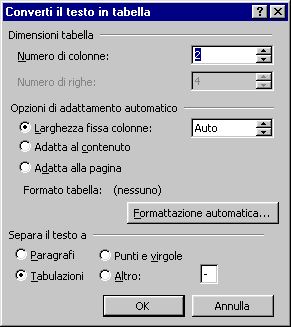 Converti il testo in tabella
Dimensioni tabella
Numero di colonne: 2
Numero di righe: 4
Opzioni di adattamento automatico
Larghezza fissa colonne: Auto
Adatta al contenuto
Adatta alla pagina
Formato tabella: (nessuno)
Formattazione automatica...
Separa il testo a
Paragrafi Punti e virgole
Tabulazioni Altro: -
OK Annulla